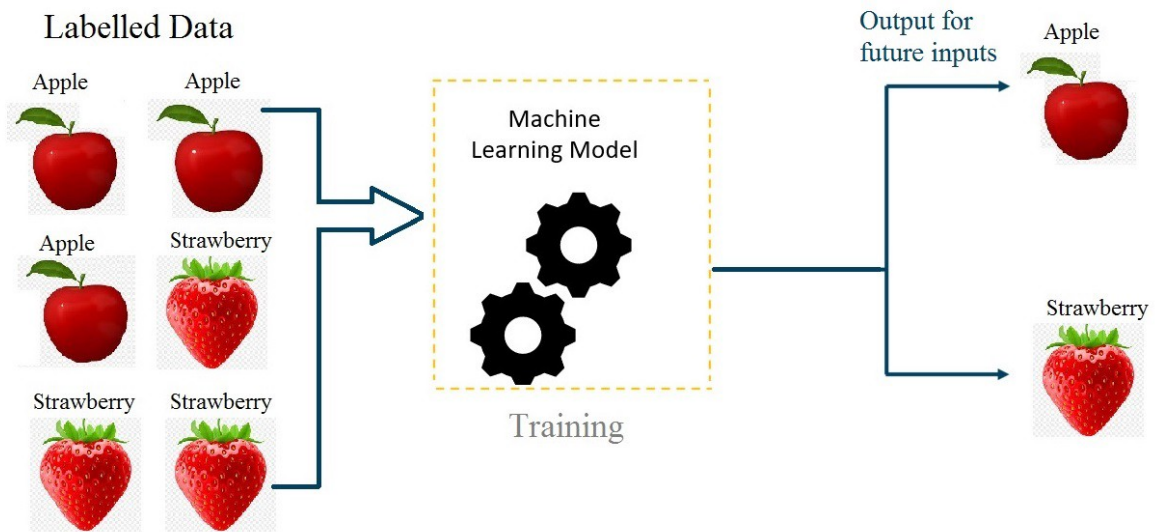 Labelled Data
Apple
Apple
Apple
Strawberry
Strawberry
Strawberry
Machine
Learning Model
Training
Output for
future inputs
Apple
Strawberry